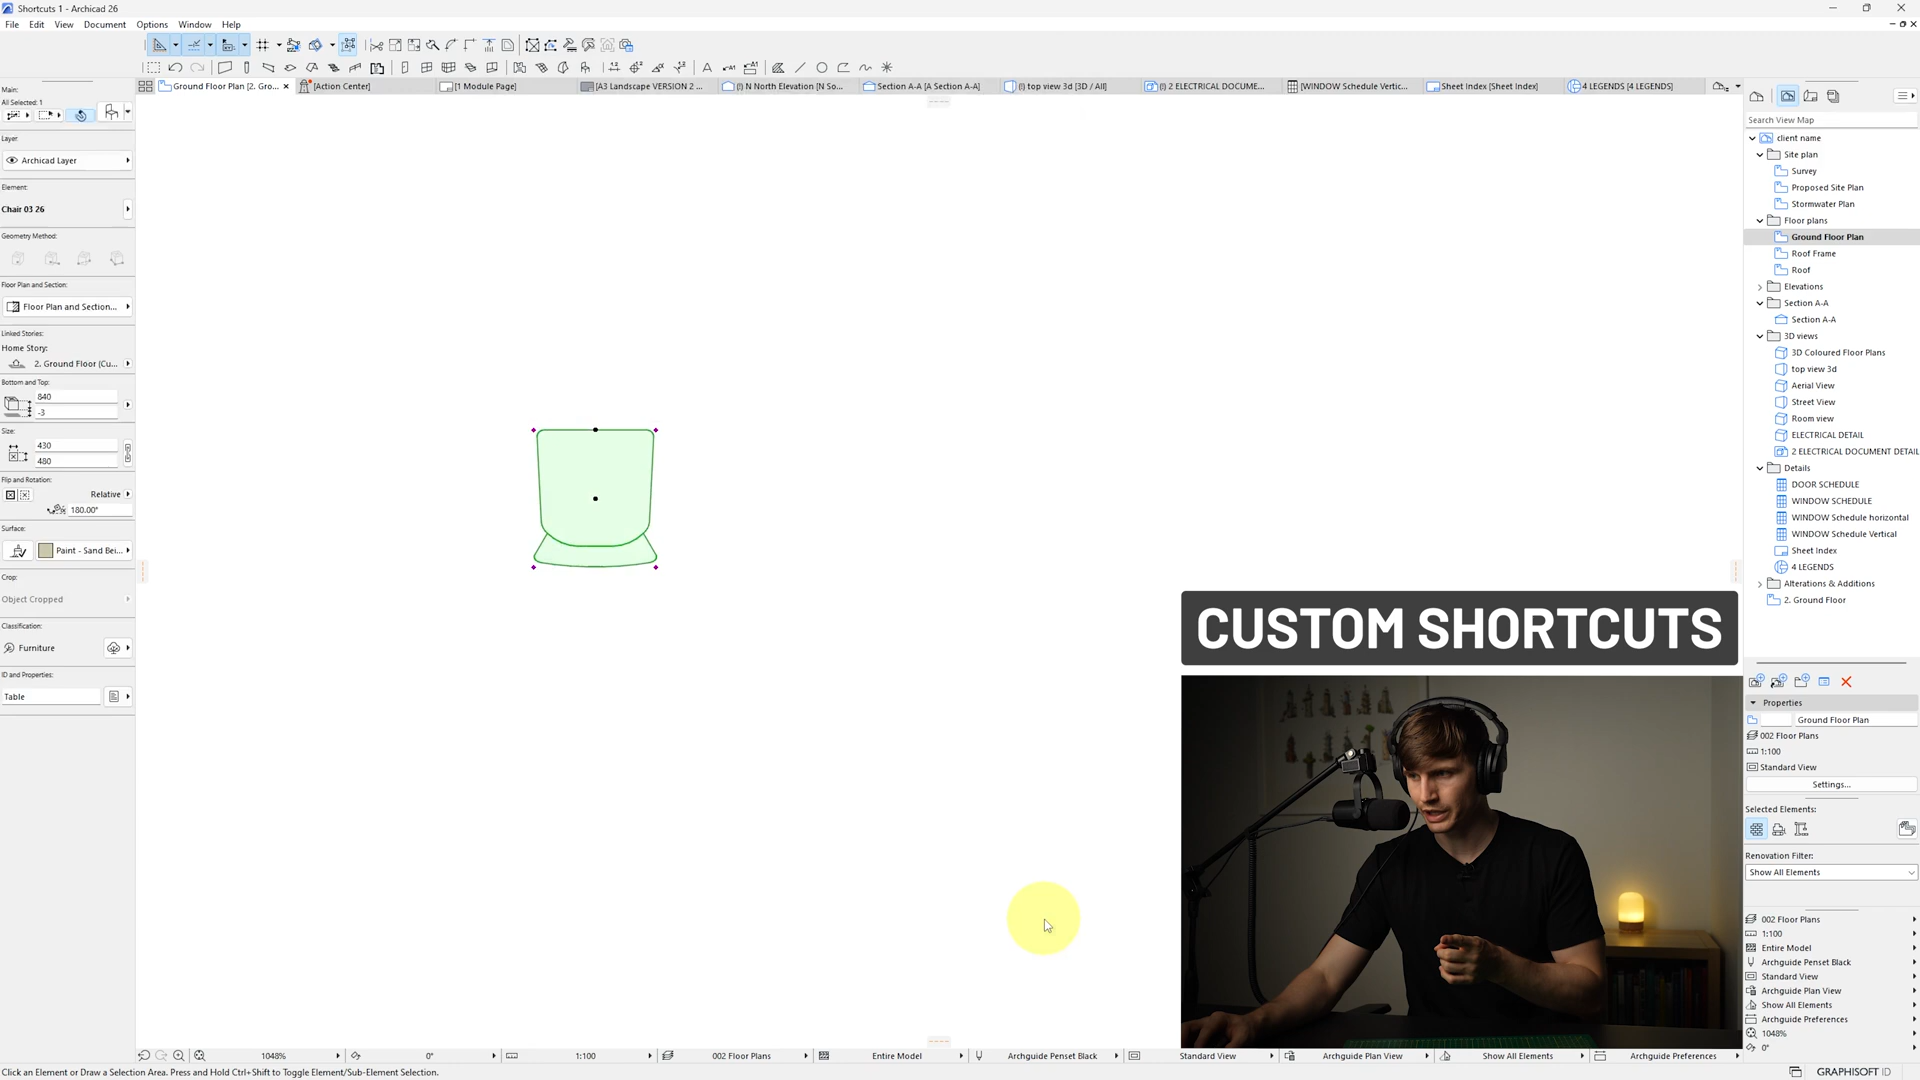 Shortcuts 1 - Archicad 26
File Edit View Document Options Window Help
Ground Floor Plan [2. Gro...
[Action Center]
[1 Module Page]
[A3 Landscape VERSION 2 ...
(!) N North Elevation [N So...
Section A-A [A Section A-A]
(!) top view 3d [3D / All]
(!) 2 ELECTRICAL DOCUME...
[WINDOW Schedule Vertic...
Sheet Index [Sheet Index]
4 LEGENDS [4 LEGENDS]
Main:
All Selected: 1
Layer:
Archicad Layer
Element:
Chair 03 26
Geometry Method:
Floor Plan and Section:
Floor Plan and Section...
Linked Stories:
Home Story:
2. Ground Floor (Cu...
Bottom and Top:
840
-3
Size:
430
480
Flip and Rotation:
Relative
180.00°
Surface:
Paint - Sand Bei...
Crop:
Object Cropped
Classification:
Furniture
ID and Properties:
Table
CUSTOM SHORTCUTS
Search View Map
client name
Site plan
Survey
Proposed Site Plan
Stormwater Plan
Floor plans
Ground Floor Plan
Roof Frame
Roof
Elevations
Section A-A
Section A-A
3D views
3D Coloured Floor Plans
top view 3d
Aerial View
Street View
Room view
ELECTRICAL DETAIL
2 ELECTRICAL DOCUMENT DETAIL
Details
DOOR SCHEDULE
WINDOW SCHEDULE
WINDOW Schedule horizontal
WINDOW Schedule Vertical
Sheet Index
4 LEGENDS
Alterations & Additions
2. Ground Floor
Properties
Ground Floor Plan
002 Floor Plans
1:100
Standard View
Settings...
Selected Elements:
Renovation Filter:
Show All Elements
002 Floor Plans
1:100
Entire Model
Archguide Penset Black
Standard View
Archguide Plan View
Show All Elements
Archguide Preferences
1048%
0°
1048% 0° 1:100 002 Floor Plans Entire Model Archguide Penset Black Standard View Archguide Plan View Show All Elements Archguide Preferences
Click an Element or Draw a Selection Area. Press and Hold Ctrl+Shift to Toggle Element/Sub-Element Selection.
GRAPHISOFT ID